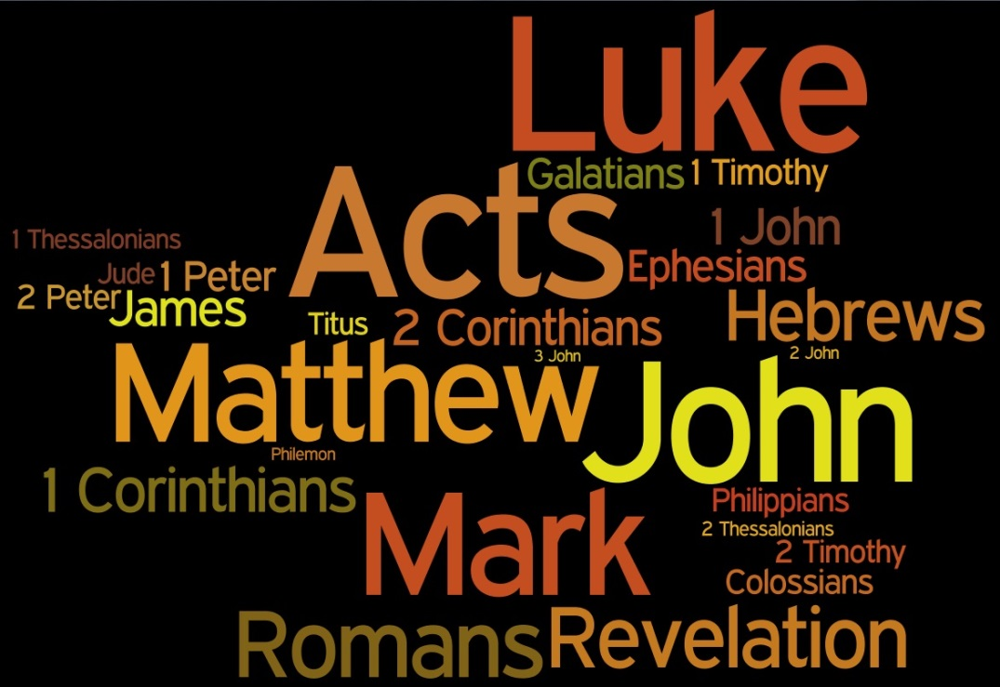 Luke
Galatians
1 Timothy
Acts
1 John
1 Thessalonians
Ephesians
Jude
1 Peter
2 Peter
James
Hebrews
Titus
2 Corinthians
3 John
2 John
Matthew
John
Philemon
1 Corinthians
Philippians
Mark
2 Thessalonians
2 Timothy
Colossians
Romans
Revelation